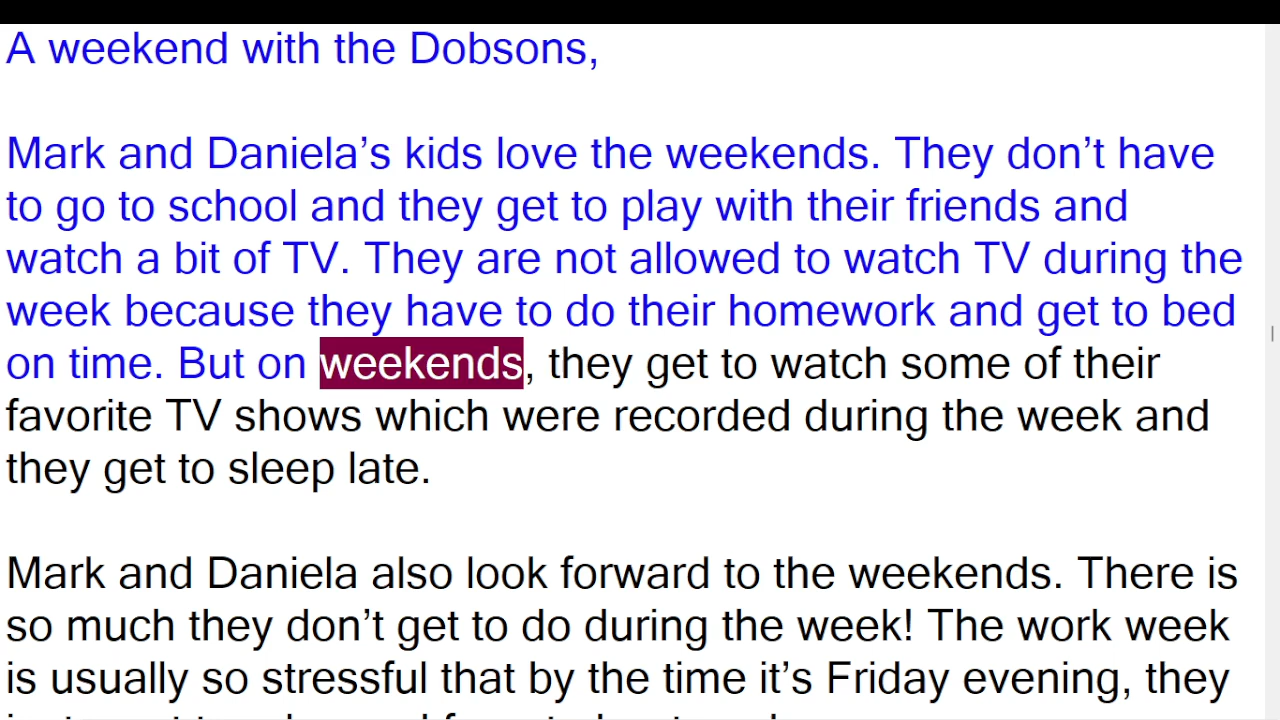 A weekend with the Dobsons,
Mark and Daniela’s kids love the weekends. They don’t have
to go to school and they get to play with their friends and
watch a bit of TV. They are not allowed to watch TV during the
week because they have to do their homework and get to bed
on time. But on weekends, they get to watch some of their
favorite TV shows which were recorded during the week and
they get to sleep late.
Mark and Daniela also look forward to the weekends. There is
so much they don’t get to do during the week! The work week
is usually so stressful that by the time it’s Friday evening, they